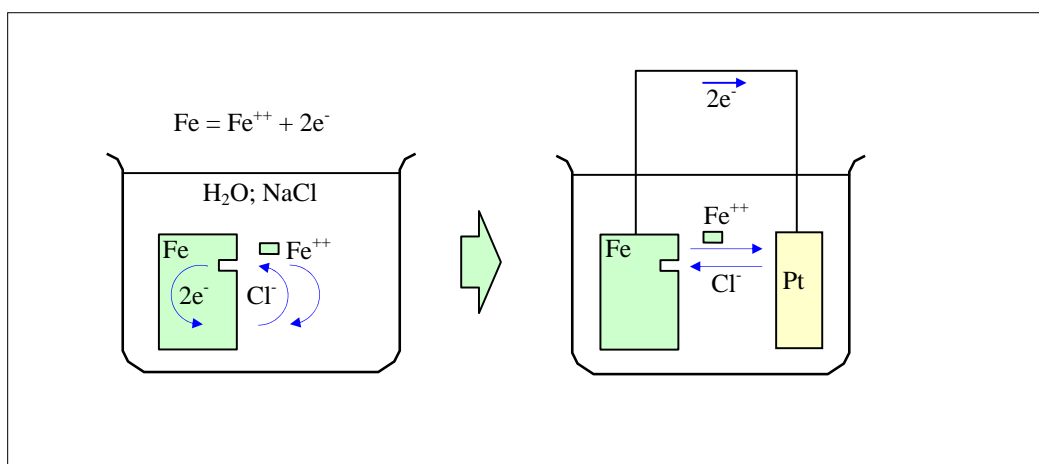 Fe = Fe⁺⁺ + 2e⁻
H₂O; NaCl
Fe
Fe⁺⁺
2e⁻
Cl⁻
2e⁻
Fe⁺⁺
Fe
Cl⁻
Pt